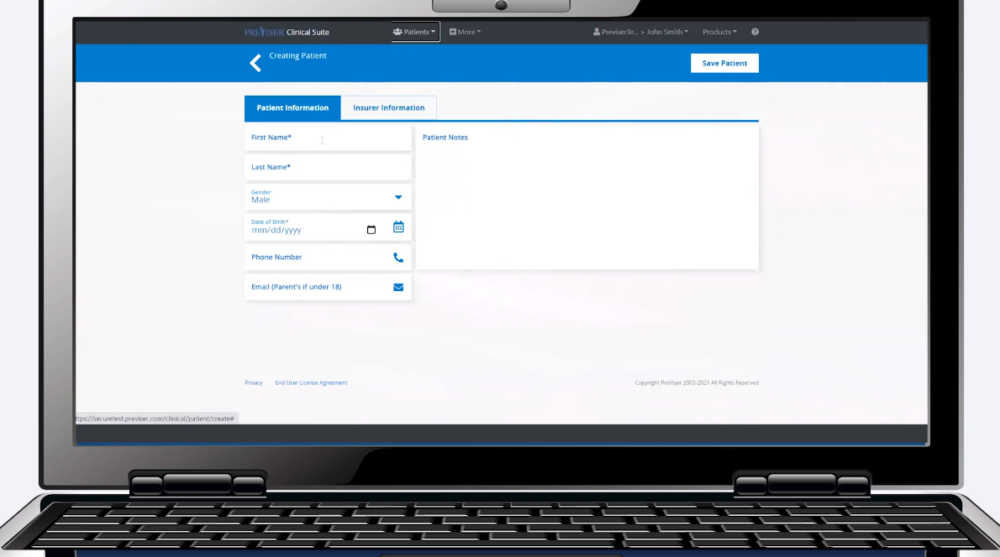 PREVISER Clinical Suite
Patients
More
PreviserTe... > John Smith
Products
?
Creating Patient
Save Patient
Patient Information
Insurer Information
First Name*
Last Name*
Gender
Male
Date of Birth*
mm/dd/yyyy
Phone Number
Email (Parent's if under 18)
Patient Notes
Privacy
End User License Agreement
Copyright PreViser 2003-2021 All Rights Reserved
ttps://securetest.previser.com/clinical/patient/create#